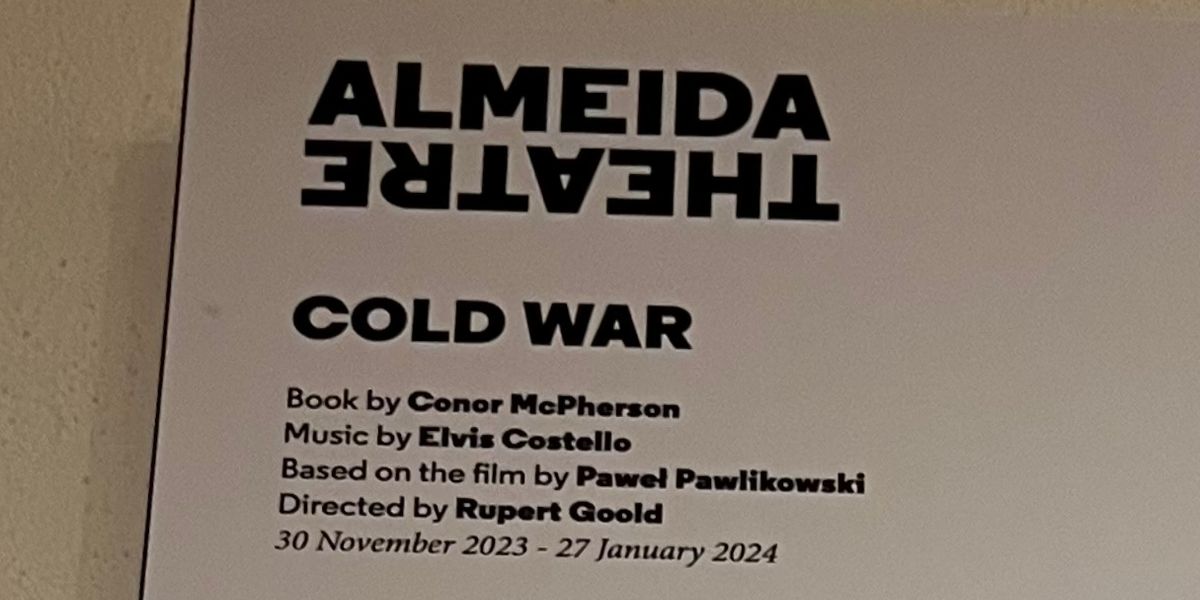 ALMEIDA
THEATRE
COLD WAR
Book by Conor McPherson
Music by Elvis Costello
Based on the film by Paweł Pawlikowski
Directed by Rupert Goold
30 November 2023 - 27 January 2024